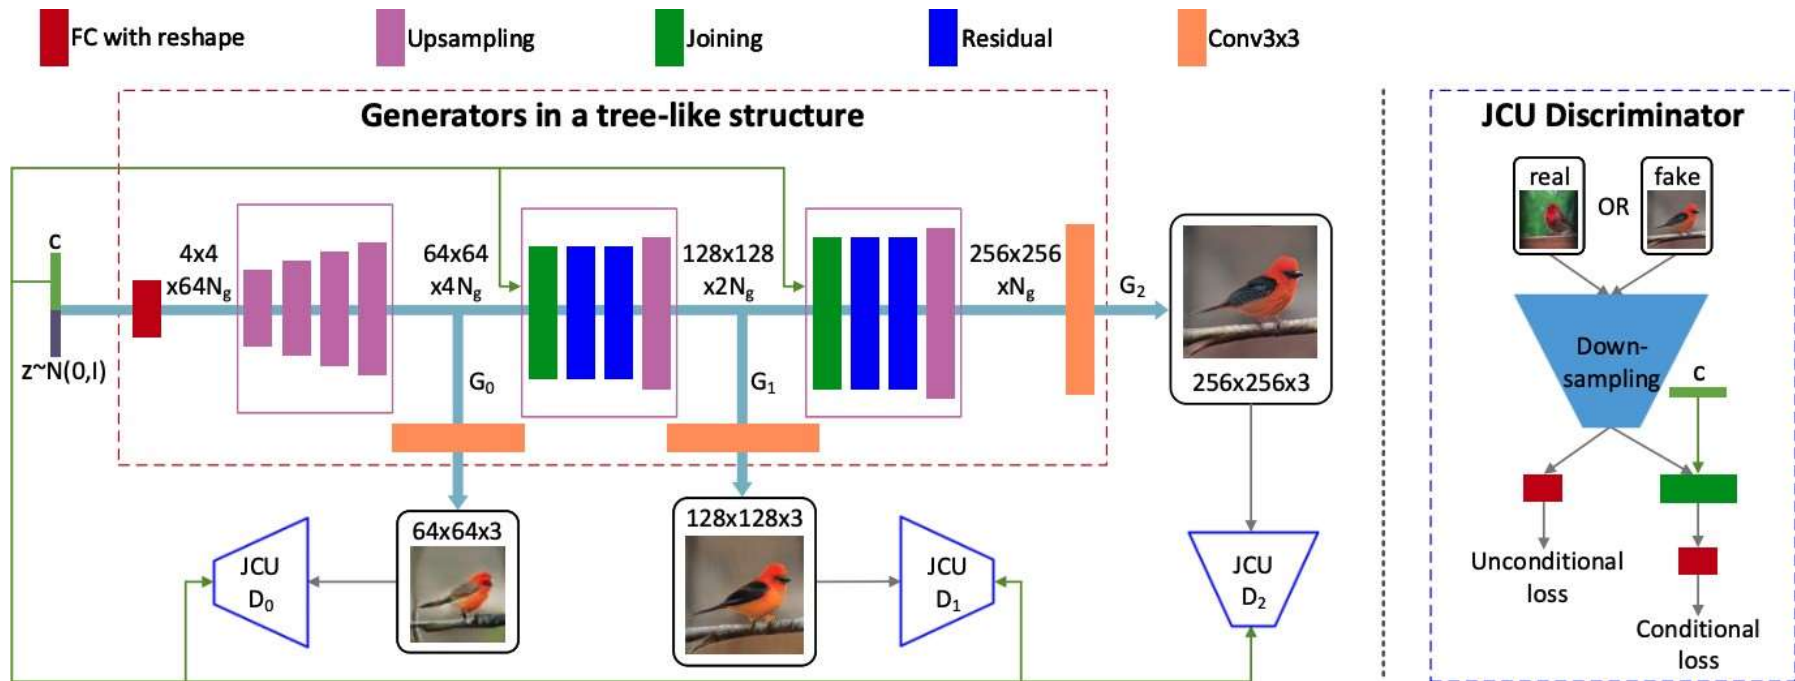 FC with reshape
Upsampling
Joining
Residual
Conv3x3
Generators in a tree-like structure
c
z~N(0,I)
4x4
x64Ng
64x64
x4Ng
128x128
x2Ng
256x256
xNg
G0
G1
G2
256x256x3
64x64x3
128x128x3
JCU
D0
JCU
D1
JCU
D2
JCU Discriminator
real
OR
fake
Down-
sampling
c
Unconditional
loss
Conditional
loss